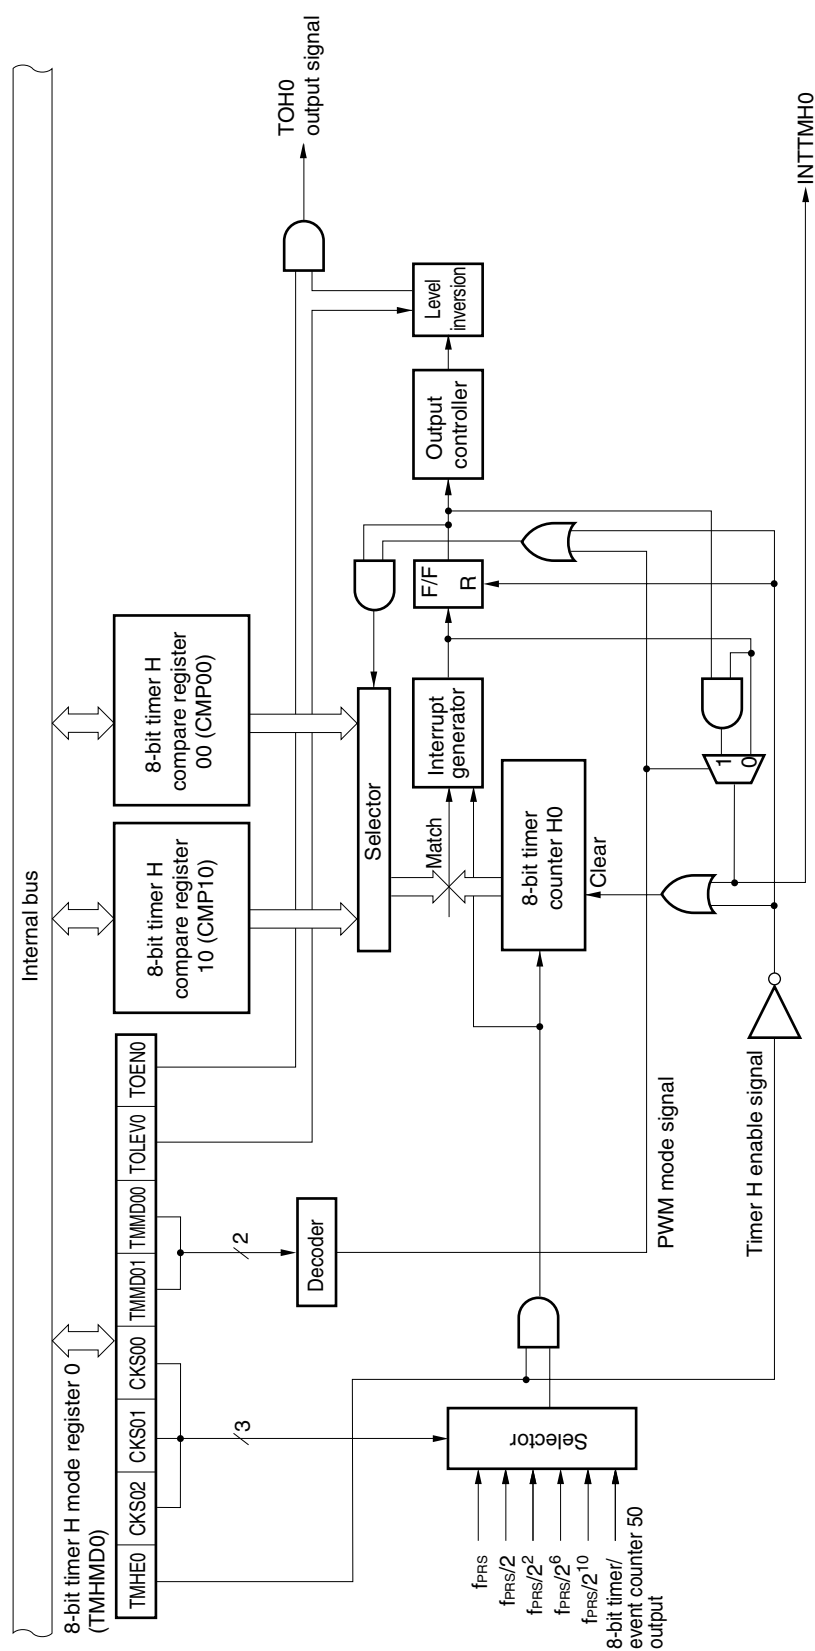 Internal bus
8-bit timer H mode register 0
(TMHMD0)
TMHE0
CKS02
CKS01
CKS00
TMMD01
TMMD00
TOLEV0
TOEN0
8-bit timer H
compare register
10 (CMP10)
8-bit timer H
compare register
00 (CMP00)
3
2
Decoder
Selector
TOH0
output signal
Match
Interrupt
generator
F/F
R
Output
controller
Level
inversion
fPRS
fPRS/2
fPRS/2²
fPRS/2⁶
fPRS/2¹⁰
8-bit timer/
event counter 50
output
Selector
8-bit timer
counter H0
Clear
PWM mode signal
1
0
Timer H enable signal
INTTMH0